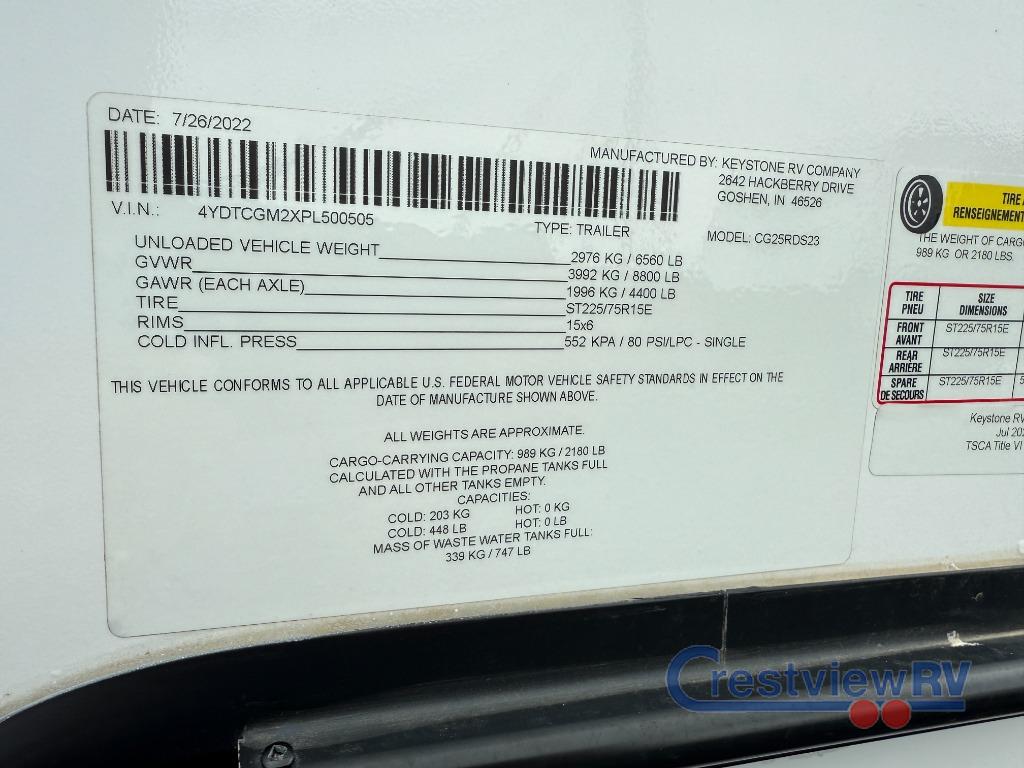 DATE: 7/26/2022
MANUFACTURED BY: KEYSTONE RV COMPANY
2642 HACKBERRY DRIVE
GOSHEN, IN 46526
V.I.N.: 4YDTCGM2XPL500505
TYPE: TRAILER
MODEL: CG25RDS23
UNLOADED VEHICLE WEIGHT 2976 KG / 6560 LB
GVWR 3992 KG / 8800 LB
GAWR (EACH AXLE) 1996 KG / 4400 LB
TIRE ST225/75R15E
RIMS 15x6
COLD INFL. PRESS 552 KPA / 80 PSI/LPC - SINGLE
THIS VEHICLE CONFORMS TO ALL APPLICABLE U.S. FEDERAL MOTOR VEHICLE SAFETY STANDARDS IN EFFECT ON THE
DATE OF MANUFACTURE SHOWN ABOVE.
ALL WEIGHTS ARE APPROXIMATE.
CARGO-CARRYING CAPACITY: 989 KG / 2180 LB
CALCULATED WITH THE PROPANE TANKS FULL
AND ALL OTHER TANKS EMPTY.
CAPACITIES:
COLD: 203 KG HOT: 0 KG
COLD: 448 LB HOT: 0 LB
MASS OF WASTE WATER TANKS FULL:
339 KG / 747 LB
TIRE
RENSEIGNEMENT
THE WEIGHT OF CARG
989 KG OR 2180 LBS.
TIRE SIZE
PNEU DIMENSIONS
FRONT ST225/75R15E
AVANT
REAR ST225/75R15E
ARRIÈRE
SPARE ST225/75R15E
DE SECOURS
Keystone RV
Jul 202
TSCA Title VI
Crestview RV